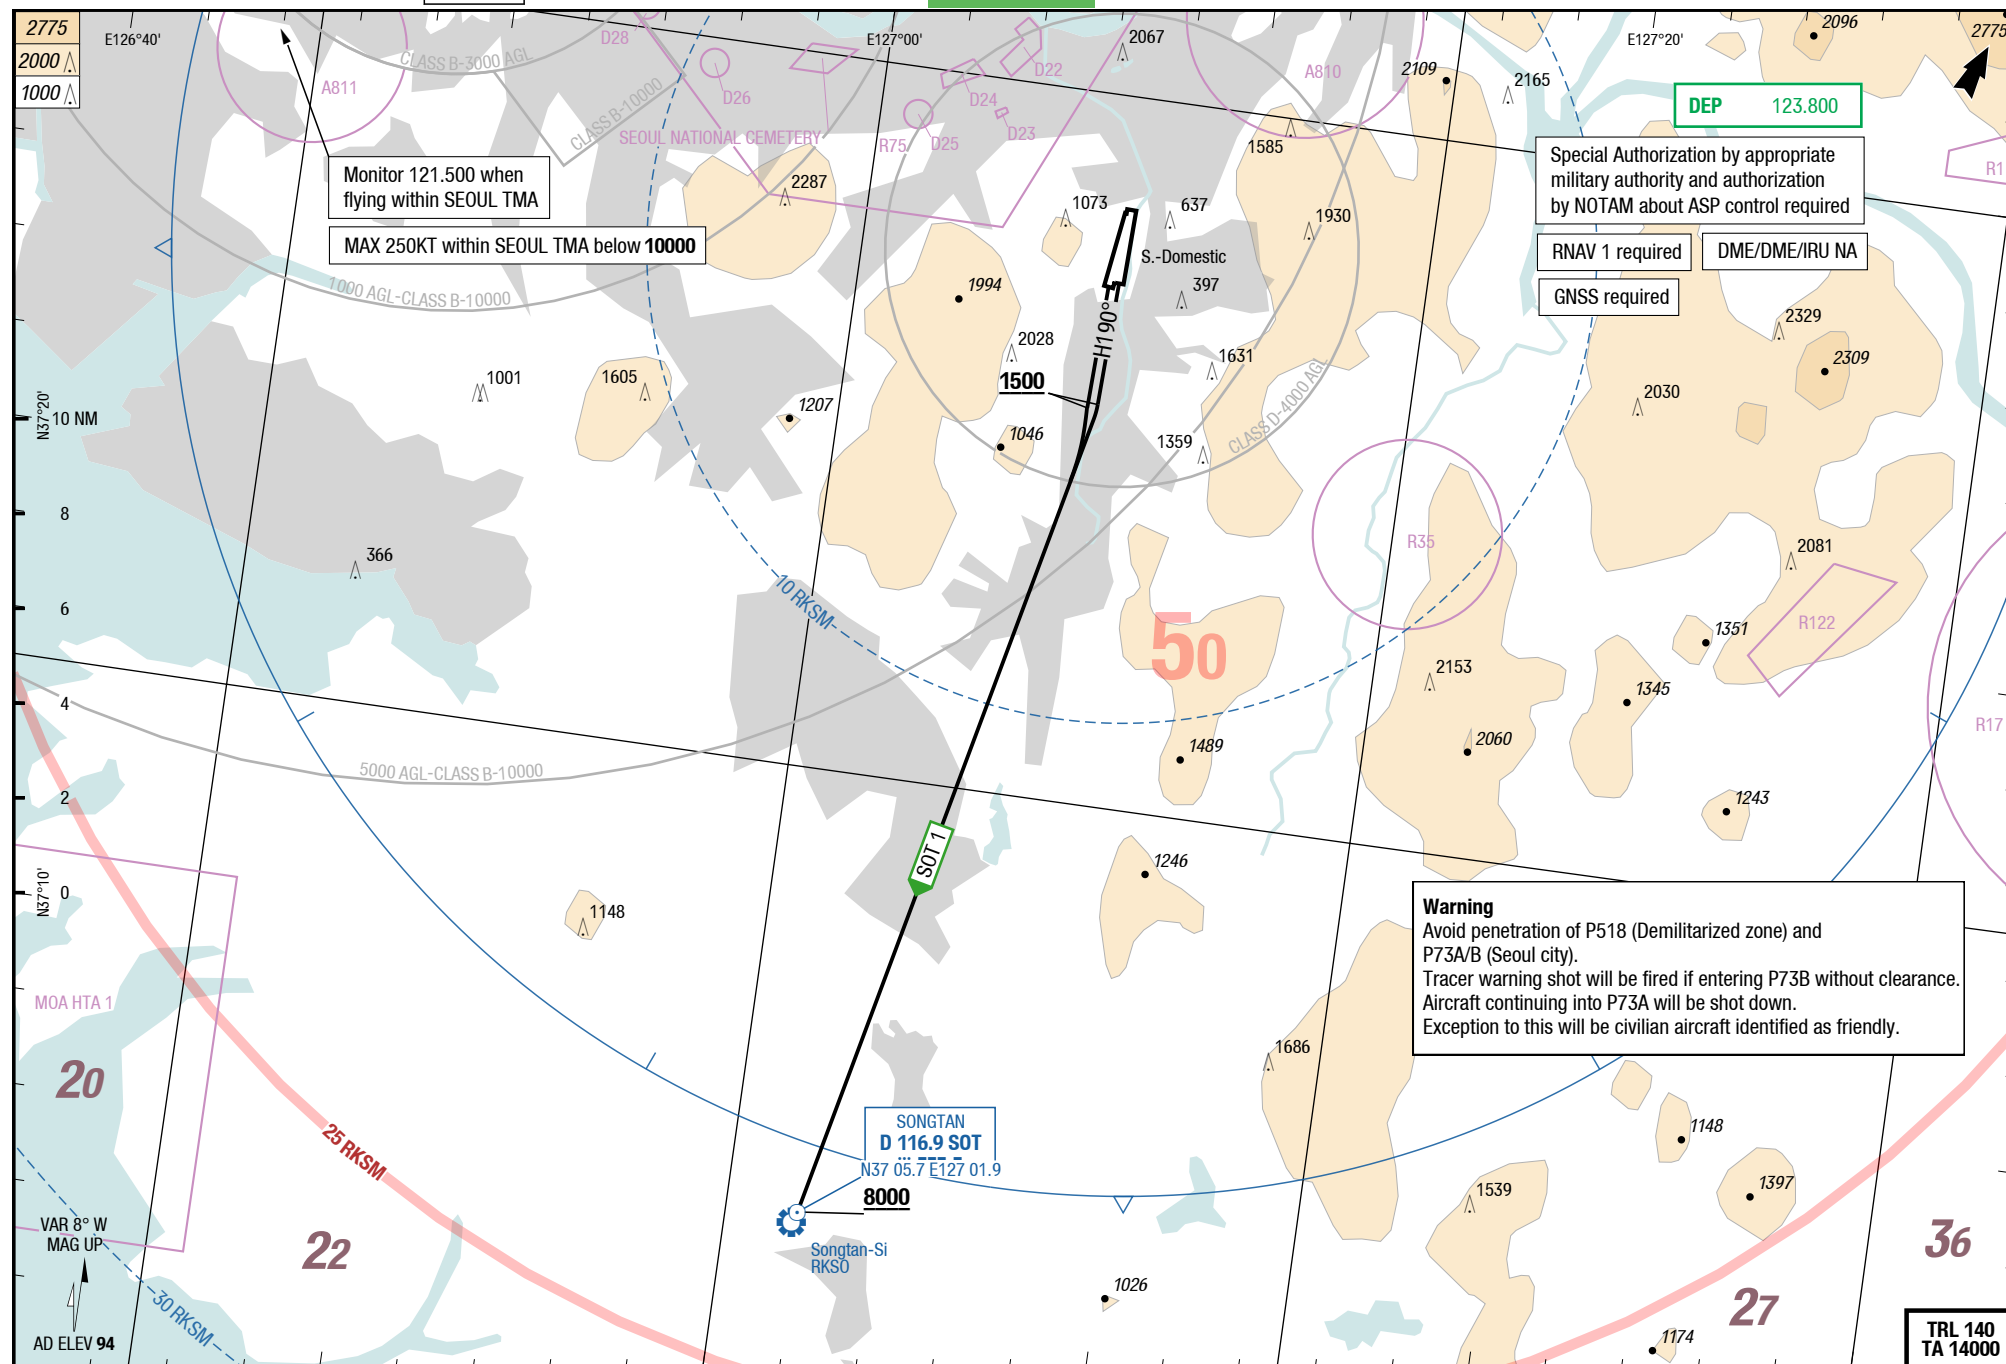 2775
2000
1000
E126°40'
CLASS B-3000 AGL
D28
E127°00'
2067
E127°20'
2096
2775
A811
CLASS B-10000
D26
D22
D24
A810
2109
2165
DEP 123.800
SEOUL NATIONAL CEMETERY
R75
D25
D23
1585
Special Authorization by appropriate
military authority and authorization
by NOTAM about ASP control required
R1
Monitor 121.500 when
flying within SEOUL TMA
2287
1073
637
1930
MAX 250KT within SEOUL TMA below 10000
S.-Domestic
RNAV 1 required
DME/DME/IRU NA
1000 AGL-CLASS B-10000
1994
397
GNSS required
H190°
2329
2028
1631
2309
1001
1605
1500
2030
1207
N37°20'
10 NM
1046
1359
CLASS D-4000 AGL
8
R35
366
2081
10 RKSM
6
50
R122
1351
2153
1345
4
R17
2060
1489
5000 AGL-CLASS B-10000
2
1243
SOT 1
1246
N37°10'
0
1148
Warning
Avoid penetration of P518 (Demilitarized zone) and
P73A/B (Seoul city).
Tracer warning shot will be fired if entering P73B without clearance.
Aircraft continuing into P73A will be shot down.
Exception to this will be civilian aircraft identified as friendly.
MOA HTA 1
20
1686
25 RKSM
SONGTAN
D 116.9 SOT
N37 05.7 E127 01.9
8000
1148
1539
1397
VAR 8° W
MAG UP
22
Songtan-Si
RKSO
36
1026
30 RKSM
27
AD ELEV 94
1174
TRL 140
TA 14000